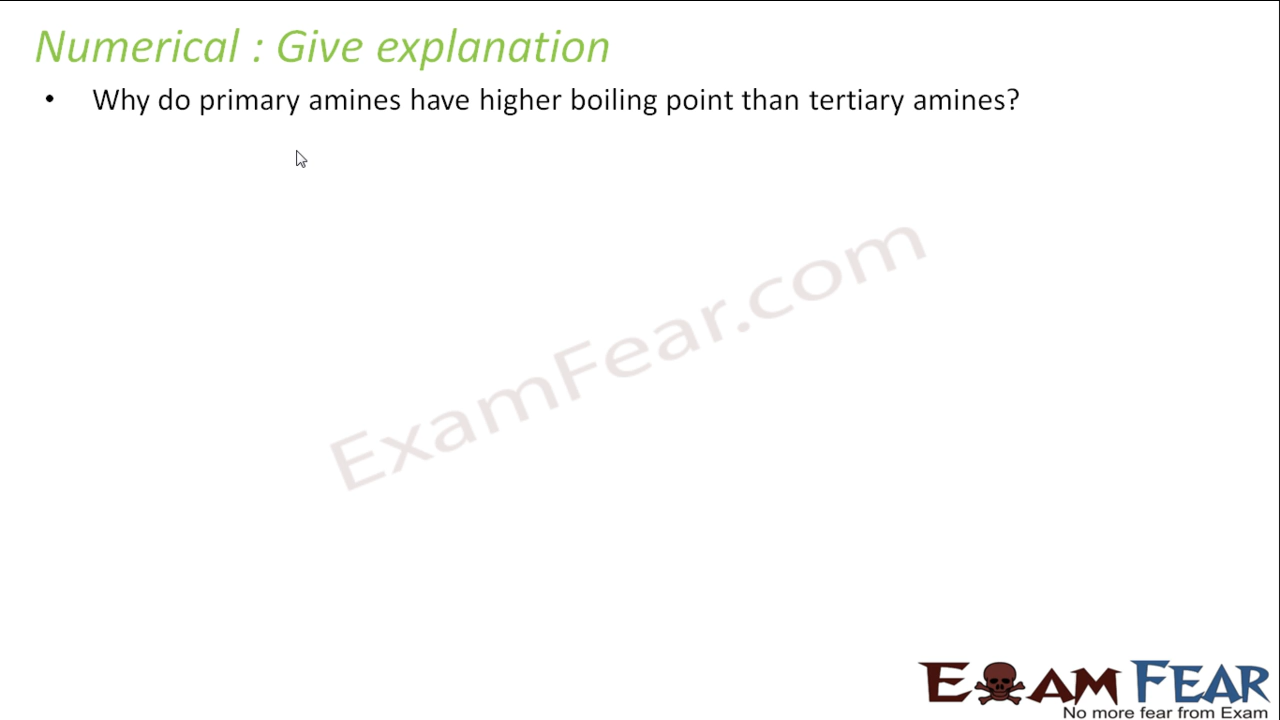 Numerical : Give explanation
• Why do primary amines have higher boiling point than tertiary amines?
ExamFear.com
EXAM FEAR
No more fear from Exam